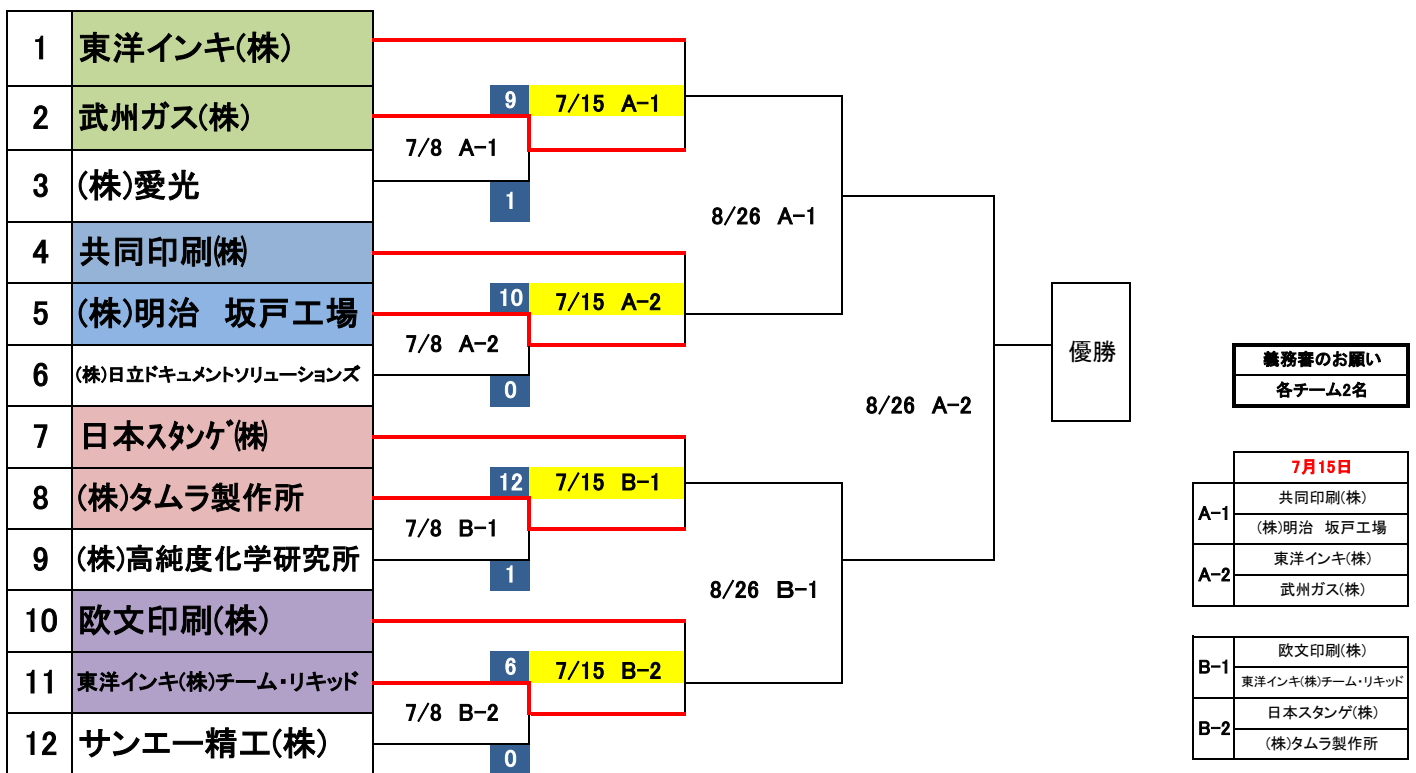 1 東洋インキ(株)
9 7/15 A-1
2 武州ガス(株)
7/8 A-1
3 (株)愛光
1
8/26 A-1
4 共同印刷㈱
10 7/15 A-2
5 (株)明治 坂戸工場
7/8 A-2
優勝
6 (株)日立ドキュメントソリューションズ
0
8/26 A-2
7 日本スタンゲ㈱
12 7/15 B-1
8 (株)タムラ製作所
7/8 B-1
9 (株)高純度化学研究所
1
8/26 B-1
10 欧文印刷(株)
6 7/15 B-2
11 東洋インキ(株)チーム・リキッド
7/8 B-2
12 サンエー精工(株)
0
義務審のお願い
各チーム2名
7月15日
A-1
共同印刷(株)
(株)明治 坂戸工場
A-2
東洋インキ(株)
武州ガス(株)
B-1
欧文印刷(株)
東洋インキ(株)チーム・リキッド
B-2
日本スタンゲ(株)
(株)タムラ製作所